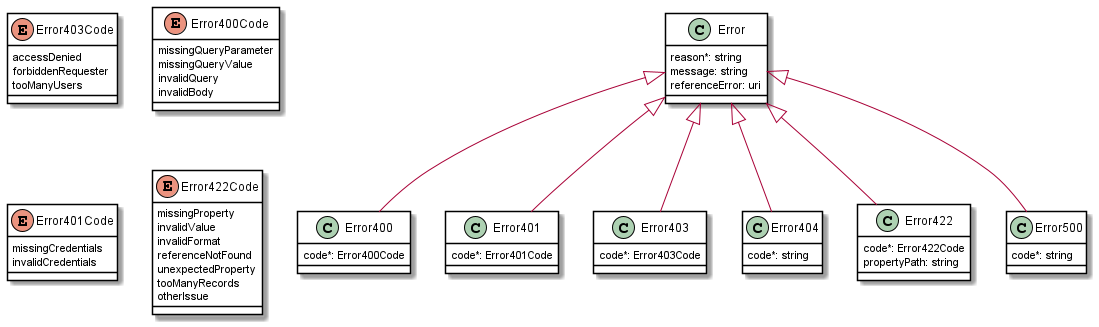 E Error403Code
accessDenied
forbiddenRequester
tooManyUsers
E Error400Code
missingQueryParameter
missingQueryValue
invalidQuery
invalidBody
C Error
reason*: string
message: string
referenceError: uri
E Error401Code
missingCredentials
invalidCredentials
E Error422Code
missingProperty
invalidValue
invalidFormat
referenceNotFound
unexpectedProperty
tooManyRecords
otherIssue
C Error400
code*: Error400Code
C Error401
code*: Error401Code
C Error403
code*: Error403Code
C Error404
code*: string
C Error422
code*: Error422Code
propertyPath: string
C Error500
code*: string